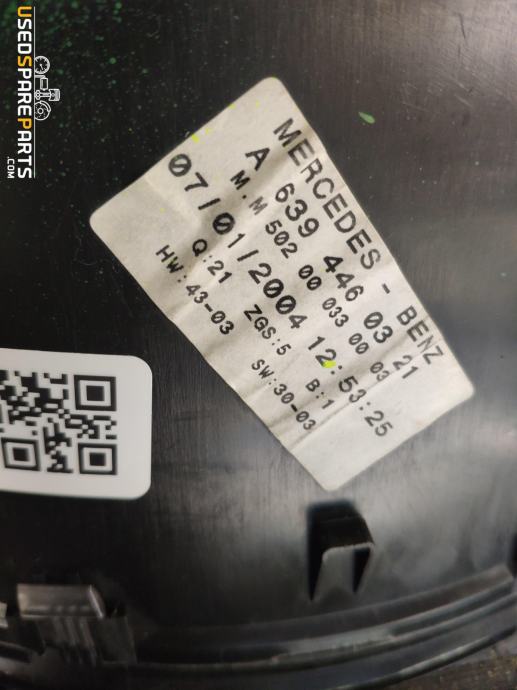 USEDSPAREPARTS
.COM
MERCEDES - BENZ
A 639 446 03 21
M.M 502 00 033 00 03
07/01/2004 12:53:25
Q:21 ZGS:5 B:1
HW:43-03 SW:30-03